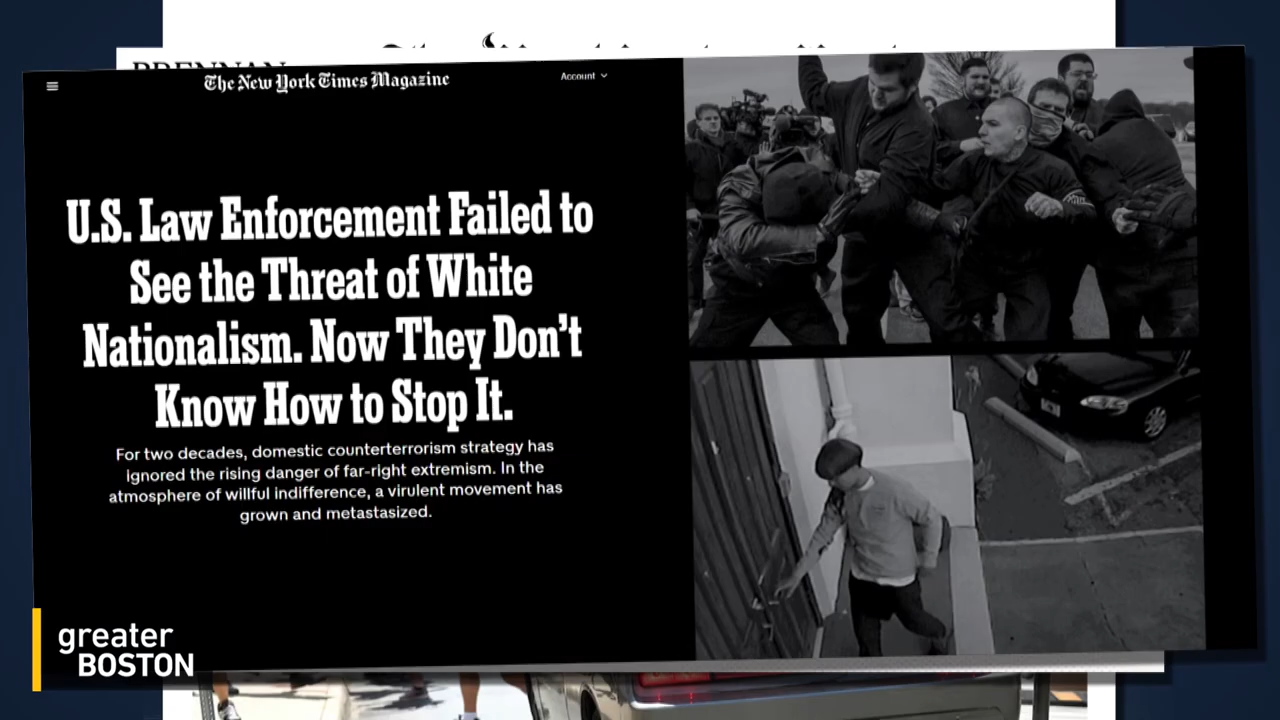 BRENNAN
The New York Times Magazine
Account
U.S. Law Enforcement Failed to
See the Threat of White
Nationalism. Now They Don't
Know How to Stop It.
For two decades, domestic counterterrorism strategy has
ignored the rising danger of far-right extremism. In the
atmosphere of willful indifference, a virulent movement has
grown and metastasized.
greater
BOSTON